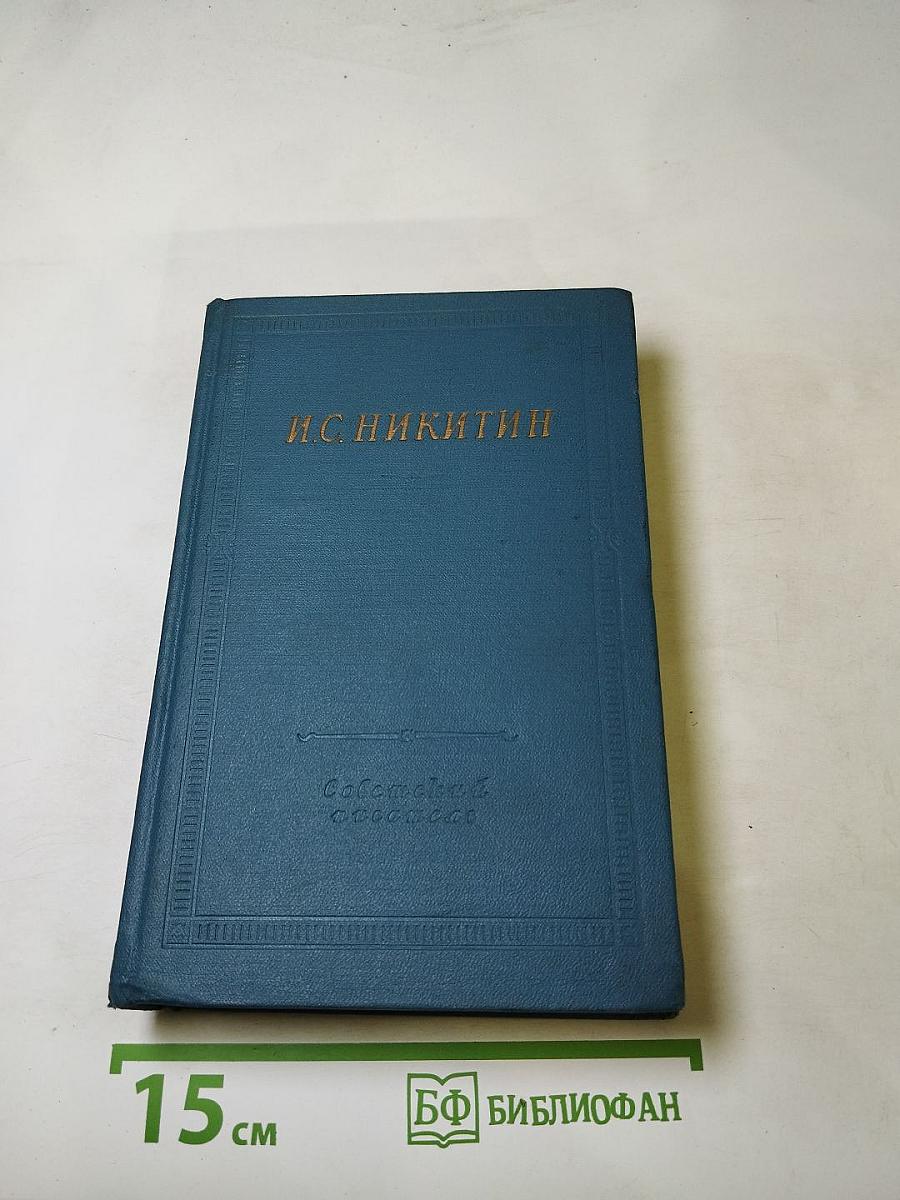 И.С. НИКИТИН
Советский
писатель
15 см
БФ БИБЛИОФАН